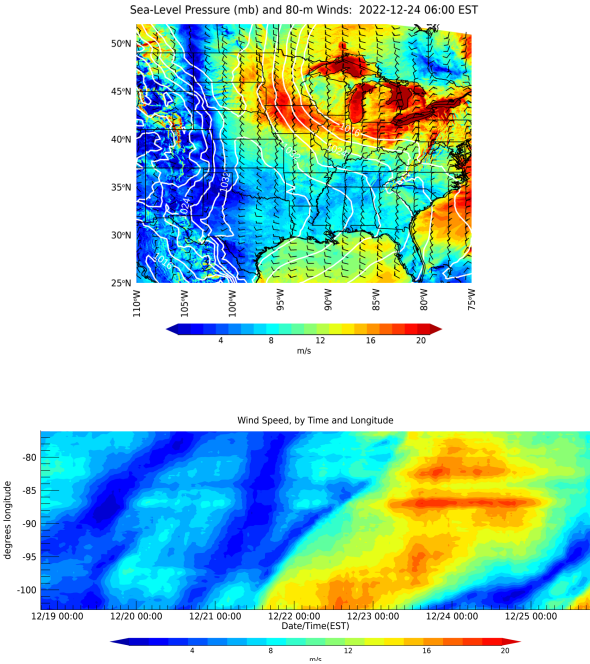 Sea-Level Pressure (mb) and 80-m Winds: 2022-12-24 06:00 EST
50°N
45°N
40°N
35°N
30°N
25°N
1032
1024
110°W
105°W
100°W
95°W
90°W
85°W
80°W
75°W
4 8 12 16 20
m/s
Wind Speed, by Time and Longitude
degrees longitude
-80
-85
-90
-95
-100
12/19 00:00 12/20 00:00 12/21 00:00 12/22 00:00 12/23 00:00 12/24 00:00 12/25 00:00
Date/Time(EST)
4 8 12 16 20
m/s